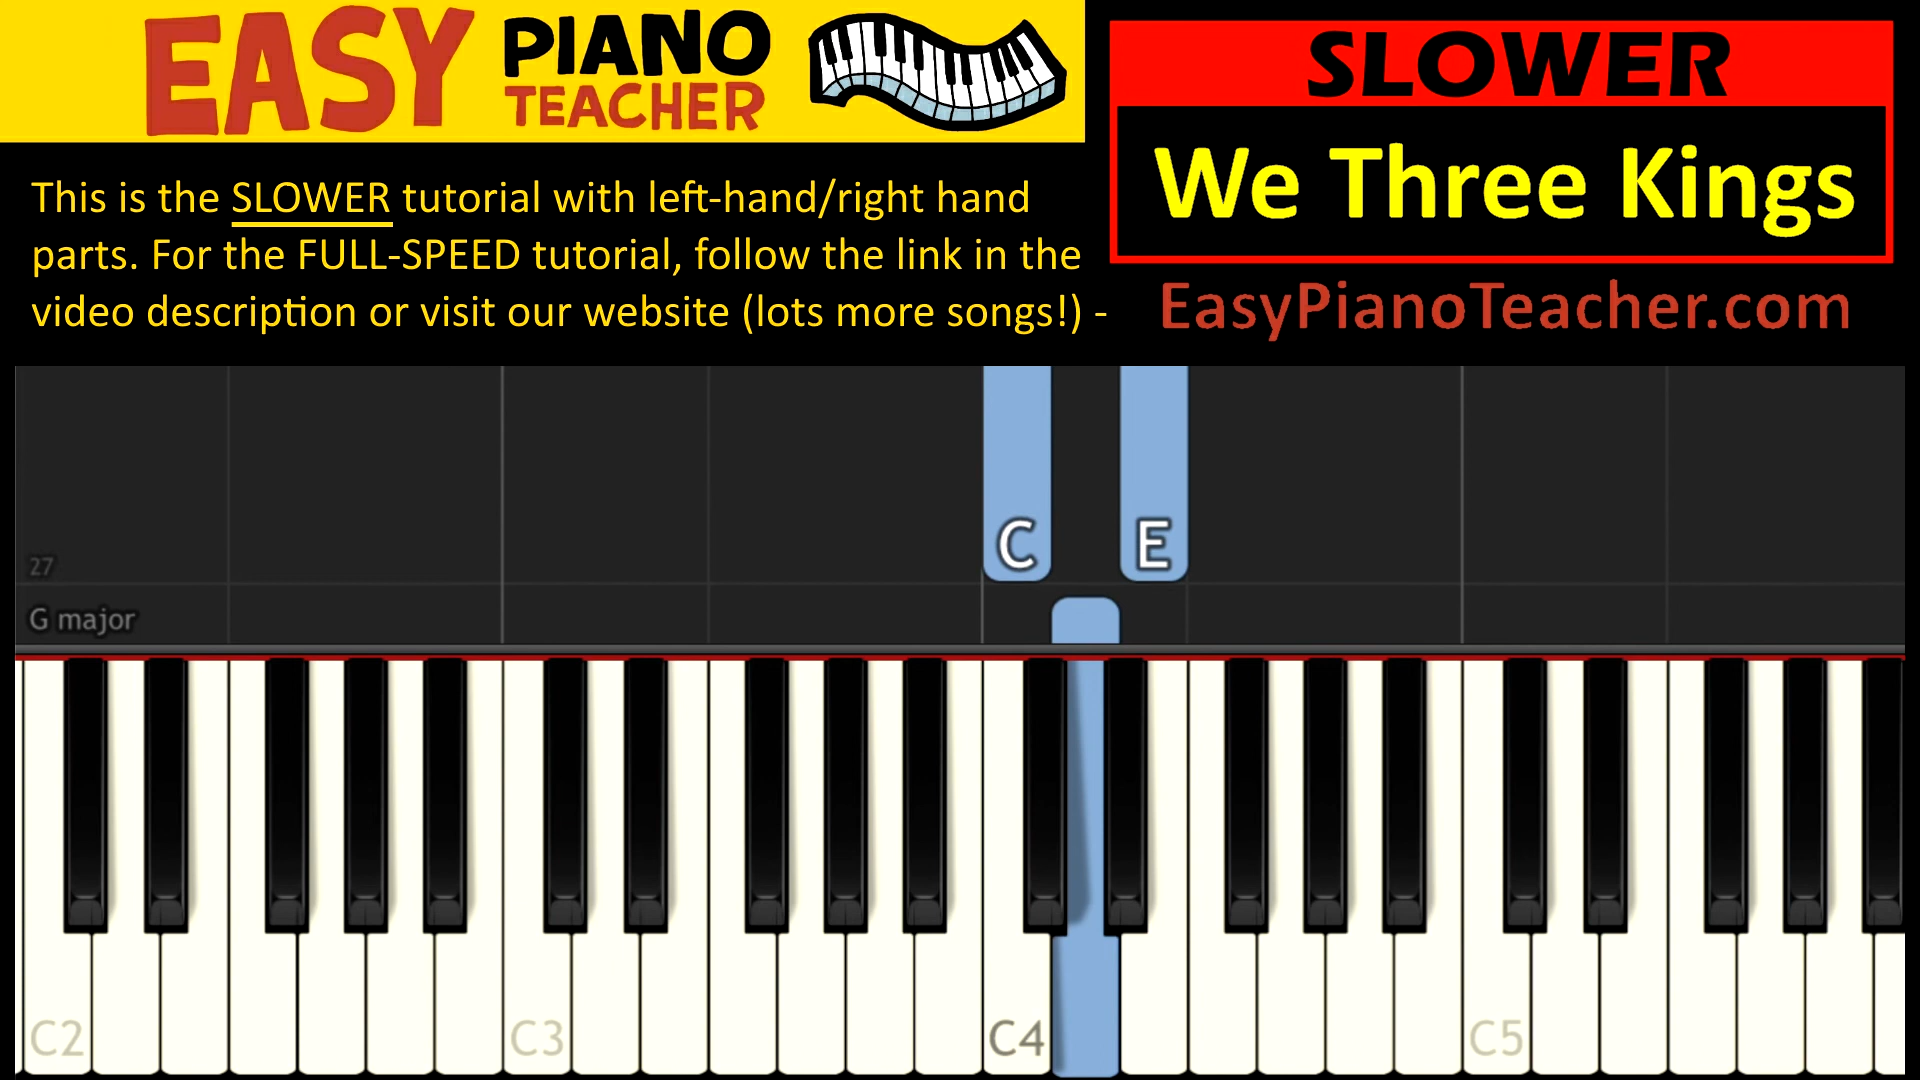 EASY PIANO TEACHER
SLOWER
We Three Kings
This is the SLOWER tutorial with left-hand/right hand
parts. For the FULL-SPEED tutorial, follow the link in the
video description or visit our website (lots more songs!) -
EasyPianoTeacher.com
C E
27
G major
C2 C3 C4 C5